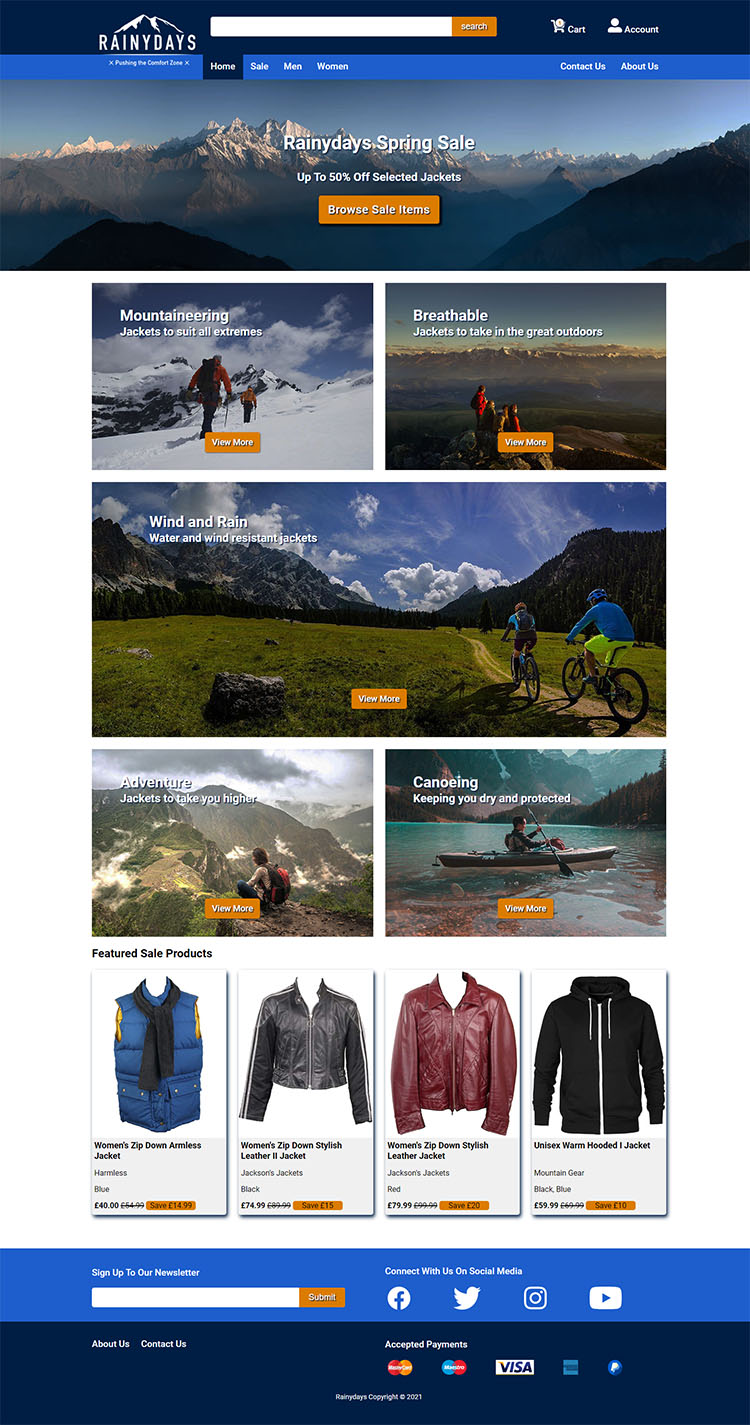 RAINYDAYS
× Pushing the Comfort Zone ×
search
Cart
Account
Home Sale Men Women Contact Us About Us
Rainydays Spring Sale
Up To 50% Off Selected Jackets
Browse Sale Items
Mountaineering
Jackets to suit all extremes
View More
Breathable
Jackets to take in the great outdoors
View More
Wind and Rain
Water and wind resistant jackets
View More
Adventure
Jackets to take you higher
View More
Canoeing
Keeping you dry and protected
View More
Featured Sale Products
Women's Zip Down Armless
Jacket
Harmless
Blue
£40.00 £54.99 Save £14.99
Women's Zip Down Stylish
Leather II Jacket
Jackson's Jackets
Black
£74.99 £89.99 Save £15
Women's Zip Down Stylish
Leather Jacket
Jackson's Jackets
Red
£79.99 £99.99 Save £20
Unisex Warm Hooded I Jacket
Mountain Gear
Black, Blue
£59.99 £69.99 Save £10
Sign Up To Our Newsletter
Submit
Connect With Us On Social Media
About Us Contact Us
Accepted Payments
MasterCard Maestro VISA
Rainydays Copyright © 2021